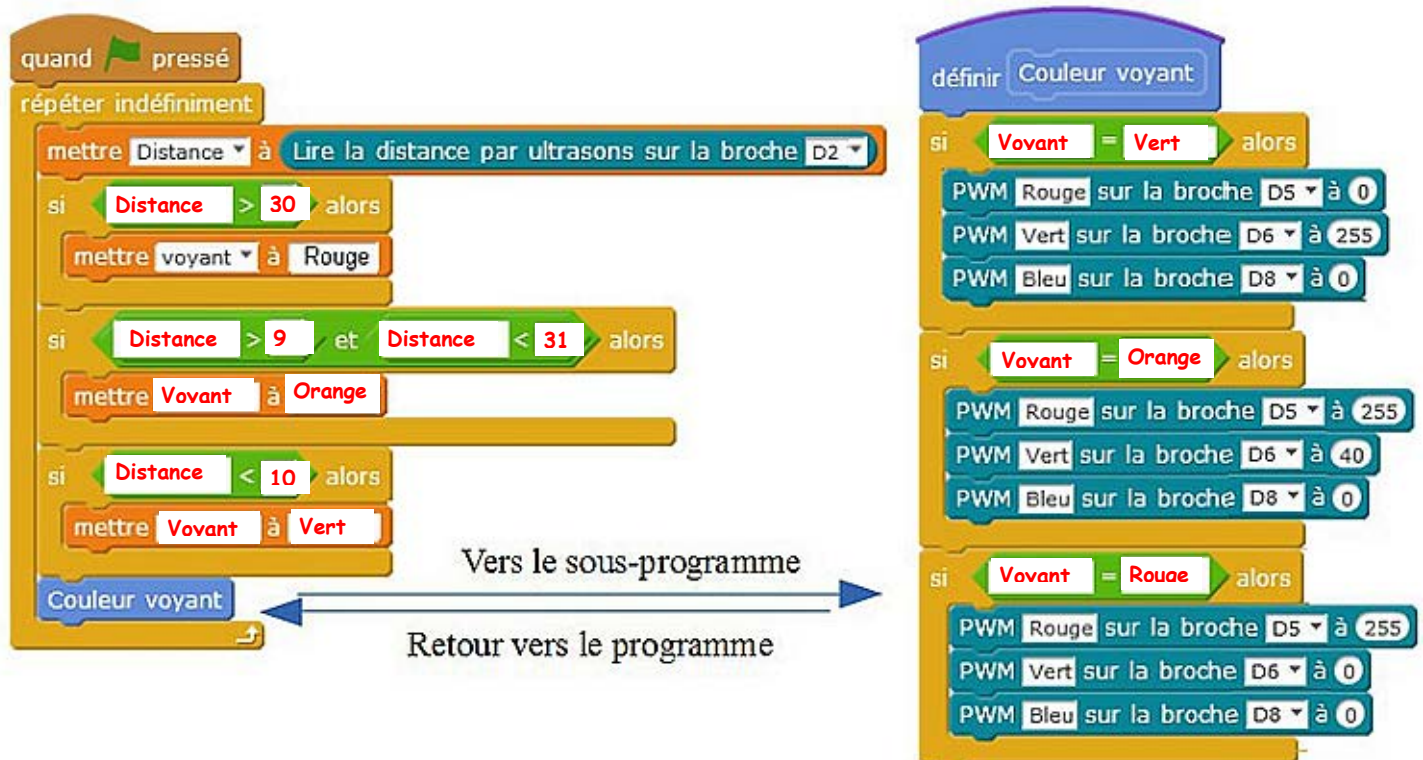 quand pressé
répéter indéfiniment
mettre Distance à Lire la distance par ultrasons sur la broche D2
si Distance > 30 alors
mettre voyant à Rouge
si Distance > 9 et Distance < 31 alors
mettre Voyant à Orange
si Distance < 10 alors
mettre Voyant à Vert
Couleur voyant
Vers le sous-programme
Retour vers le programme
définir Couleur voyant
si Voyant = Vert alors
PWM Rouge sur la broche D5 à 0
PWM Vert sur la broche D6 à 255
PWM Bleu sur la broche D8 à 0
si Voyant = Orange alors
PWM Rouge sur la broche D5 à 255
PWM Vert sur la broche D6 à 40
PWM Bleu sur la broche D8 à 0
si Voyant = Rouge alors
PWM Rouge sur la broche D5 à 255
PWM Vert sur la broche D6 à 0
PWM Bleu sur la broche D8 à 0